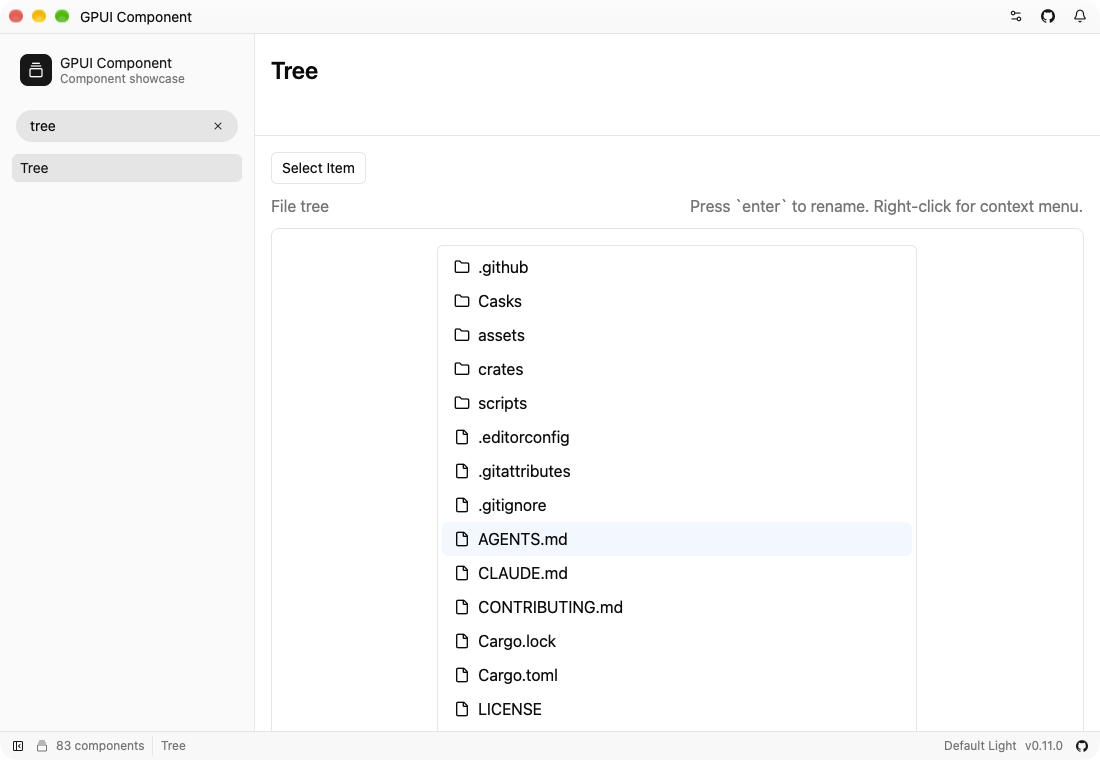 GPUI Component
GPUI Component
Component showcase
tree
Tree
Tree
Select Item
File tree
Press `enter` to rename. Right-click for context menu.
.github
Casks
assets
crates
scripts
.editorconfig
.gitattributes
.gitignore
AGENTS.md
CLAUDE.md
CONTRIBUTING.md
Cargo.lock
Cargo.toml
LICENSE
83 components
Tree
Default Light
v0.11.0